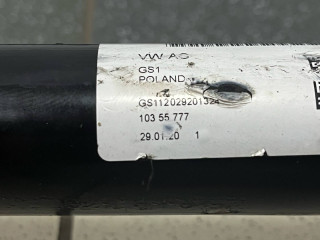 VW AG
GS1
POLAND
GS112029201324
103 55 777
29.01.20 1